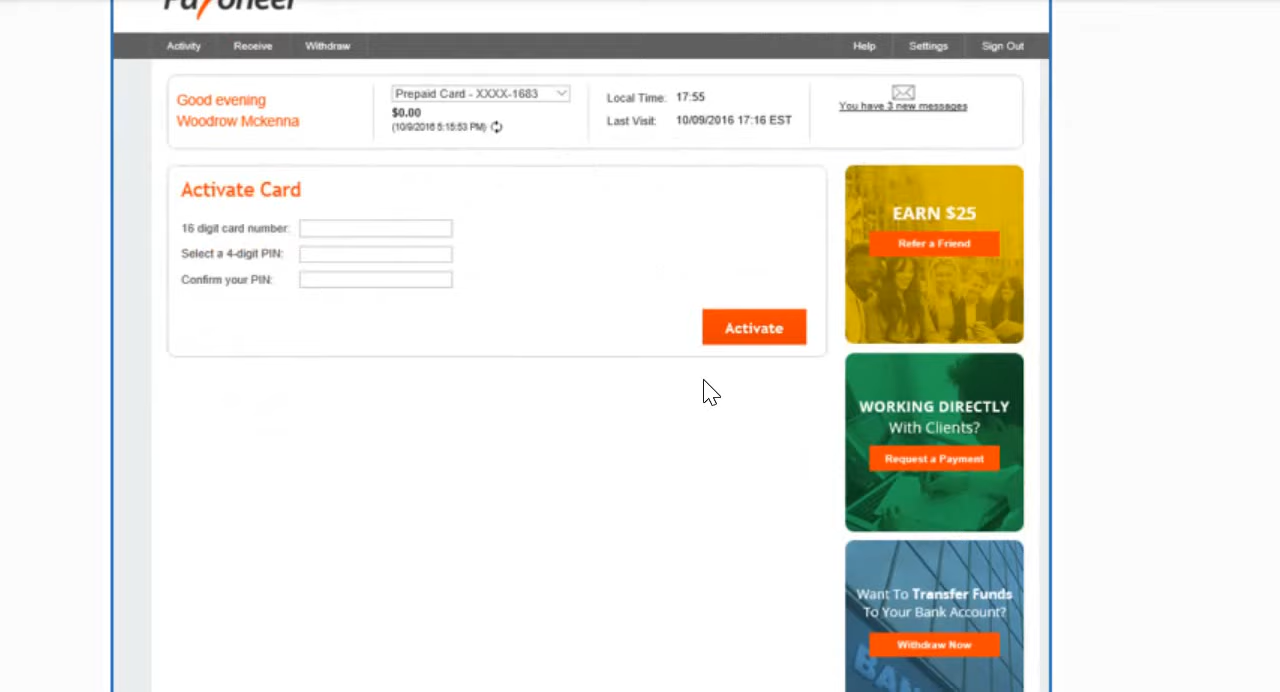 Payoneer
Activity Receive Withdraw Help Settings Sign Out
Good evening
Woodrow Mckenna
Prepaid Card - XXXX-1683
$0.00
(10/9/2016 5:15:53 PM)
Local Time: 17:55
Last Visit: 10/09/2016 17:16 EST
You have 3 new messages
Activate Card
16 digit card number:
Select a 4-digit PIN:
Confirm your PIN:
Activate
EARN $25
Refer a Friend
WORKING DIRECTLY
With Clients?
Request a Payment
Want To Transfer Funds
To Your Bank Account?
Withdraw Now
BAN